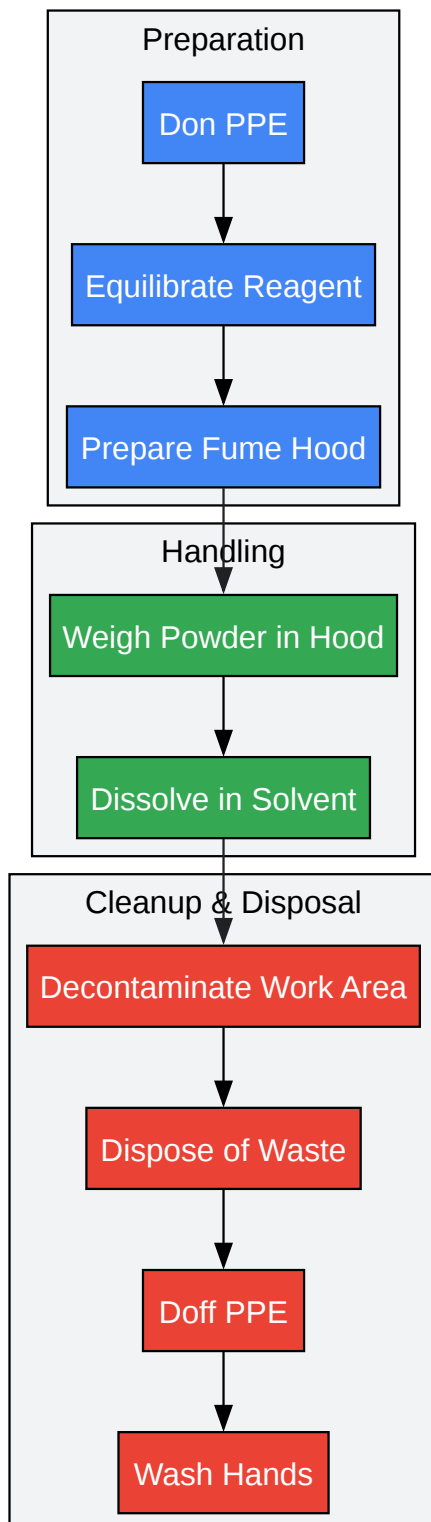 Preparation
Don PPE
Equilibrate Reagent
Prepare Fume Hood
Handling
Weigh Powder in Hood
Dissolve in Solvent
Cleanup & Disposal
Decontaminate Work Area
Dispose of Waste
Doff PPE
Wash Hands